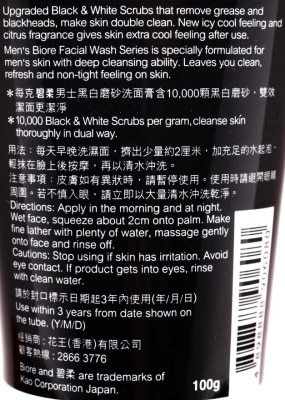 Upgraded Black & White Scrubs that remove grease and
blackheads, make skin double clean. New icy cool feeling and
citrus fragrance gives skin extra cool feeling after use.
Men's Biore Facial Wash Series is specially formulated for
men's skin with deep cleansing ability. Leaves you clean,
refresh and non-tight feeling on skin.
*每克碧柔男士黑白磨砂洗面膏含10,000顆黑白磨砂，雙效
潔面更潔淨
*10,000 Black & White Scrubs per gram, cleanse skin
thoroughly in dual way.
用法：每天早晚洗濕面，擠出少量約2厘米，加充足的水起泡，
輕抹在臉上後按摩，再以清水沖洗。
注意事項：皮膚如有異狀時，請暫停使用。使用時請避開眼睛
周圍。若不慎入眼，請立即以大量清水沖洗乾淨。
Directions: Apply in the morning and at night.
Wet face, squeeze about 2cm onto palm. Make
fine lather with plenty of water, massage gently
onto face and rinse off.
Cautions: Stop using if skin has irritation. Avoid
eye contact. If product gets into eyes, rinse
with clean water.
請於封口標示日期起3年內使用(年/月/日)
Use within 3 years from date shown on
the tube. (Y/M/D)
經銷商：花王(香港)有限公司
顧客熱線：2866 3776
Biore and 碧柔 are trademarks of
Kao Corporation Japan.
100g